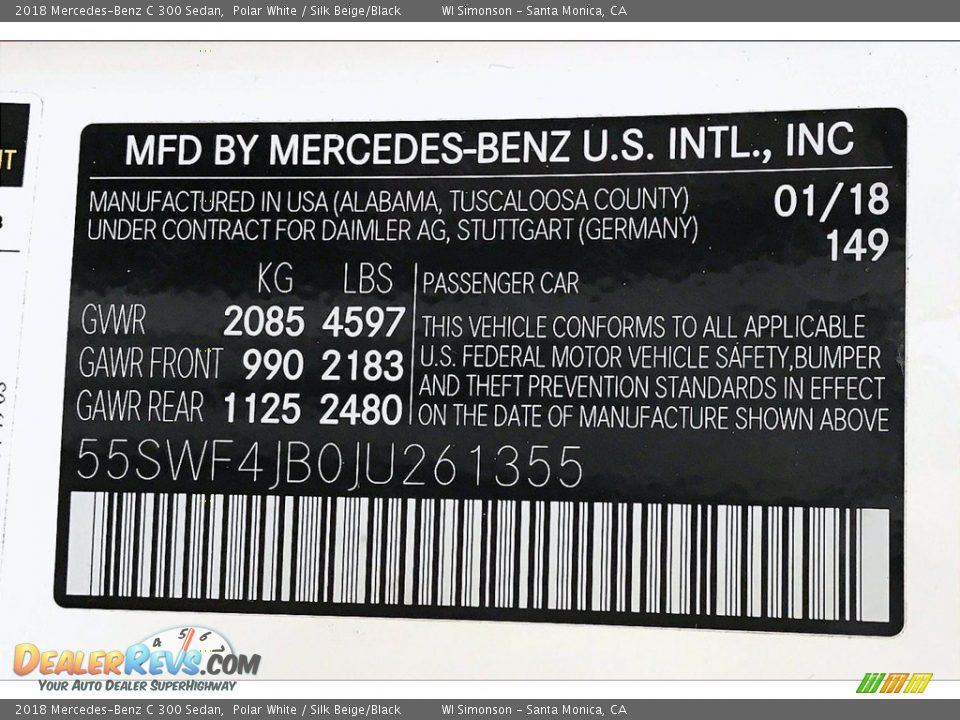 2018 Mercedes-Benz C 300 Sedan,  Polar White / Silk Beige/Black          WI Simonson - Santa Monica, CA
MFD BY MERCEDES-BENZ U.S. INTL., INC
MANUFACTURED IN USA (ALABAMA, TUSCALOOSA COUNTY) 01/18
UNDER CONTRACT FOR DAIMLER AG, STUTTGART (GERMANY) 149
KG LBS PASSENGER CAR
GVWR 2085 4597 THIS VEHICLE CONFORMS TO ALL APPLICABLE
GAWR FRONT 990 2183 U.S. FEDERAL MOTOR VEHICLE SAFETY,BUMPER
GAWR REAR 1125 2480 AND THEFT PREVENTION STANDARDS IN EFFECT
ON THE DATE OF MANUFACTURE SHOWN ABOVE
55SWF4JB0JU261355
4 5 6 7
DEALERREVS.COM
YOUR AUTO DEALER SUPERHIGHWAY
2018 Mercedes-Benz C 300 Sedan,  Polar White / Silk Beige/Black          WI Simonson - Santa Monica, CA